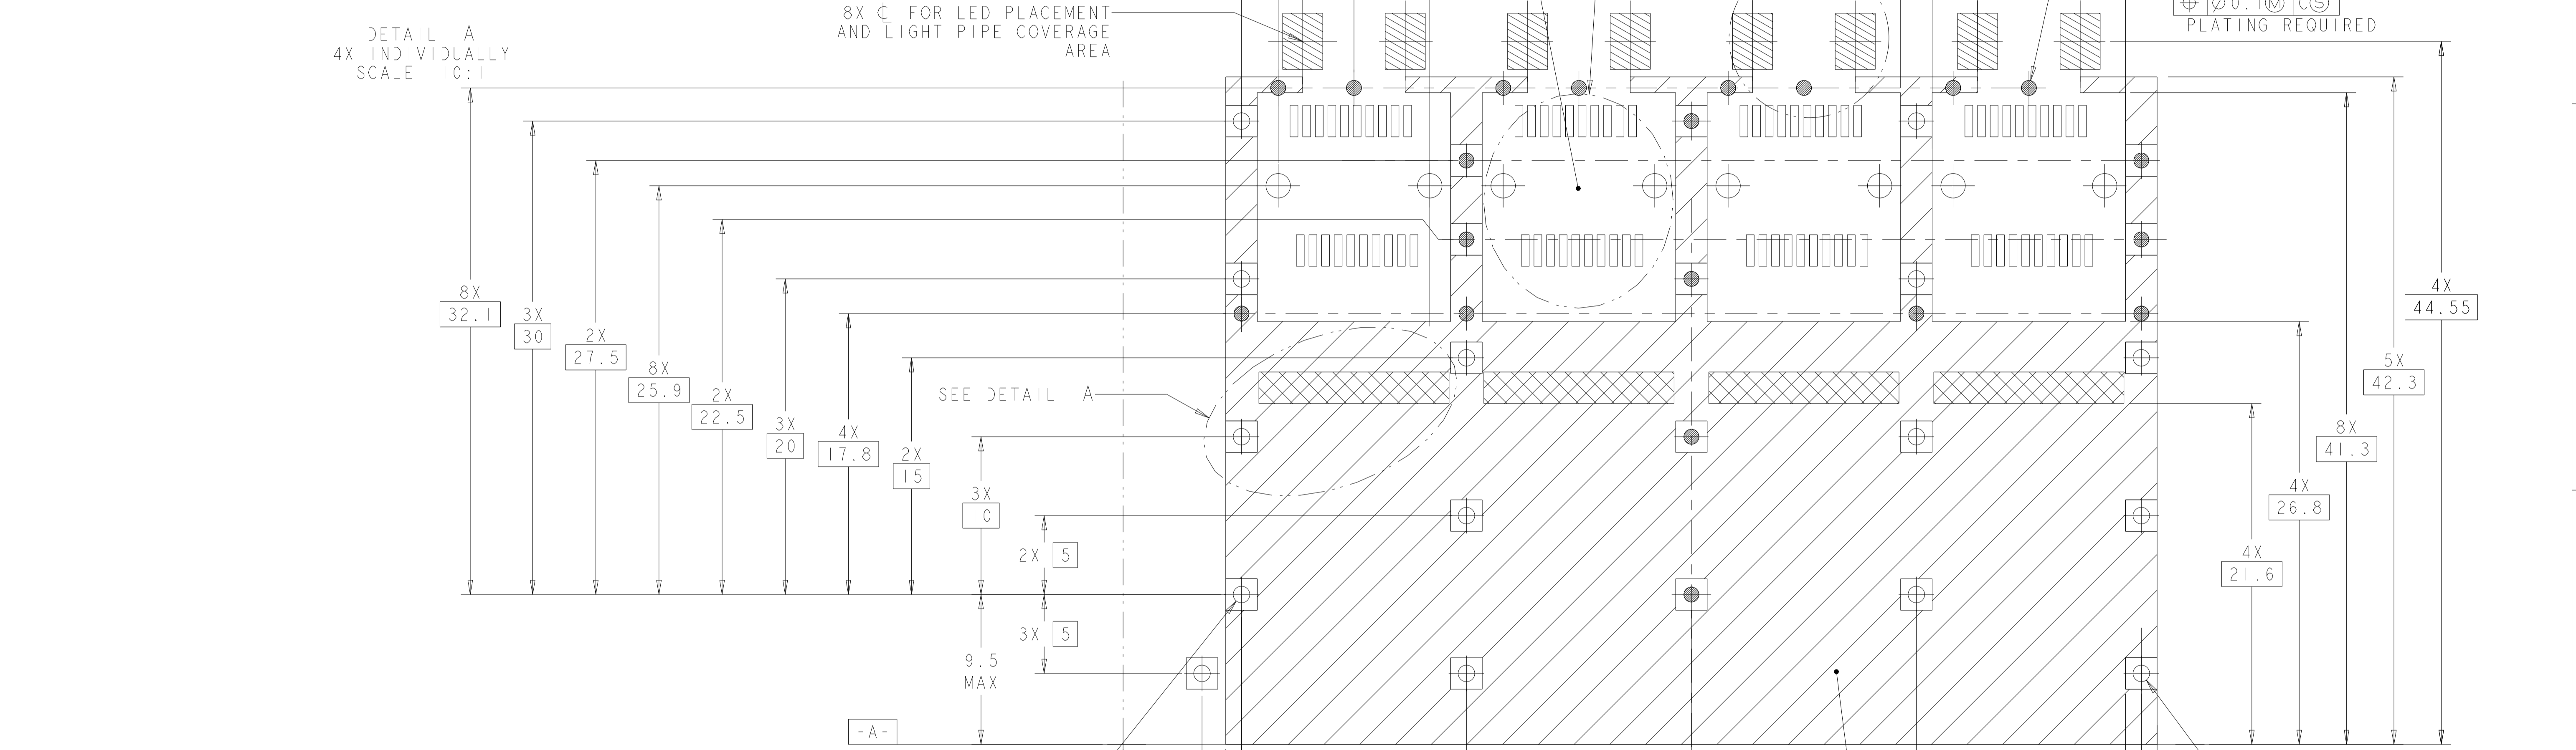 8X ℄ FOR LED PLACEMENT
AND LIGHT PIPE COVERAGE
AREA
DETAIL A
4X INDIVIDUALLY
SCALE 10:1
⌖ Ø0.1Ⓜ CⓈ
PLATING REQUIRED
8X
32.1
3X
30
2X
27.5
8X
25.9
2X
22.5
3X
20
4X
17.8
2X
15
3X
10
2X 5
3X 5
9.5
MAX
SEE DETAIL A
-A-
4X
44.55
5X
42.3
8X
41.3
4X
26.8
4X
21.6